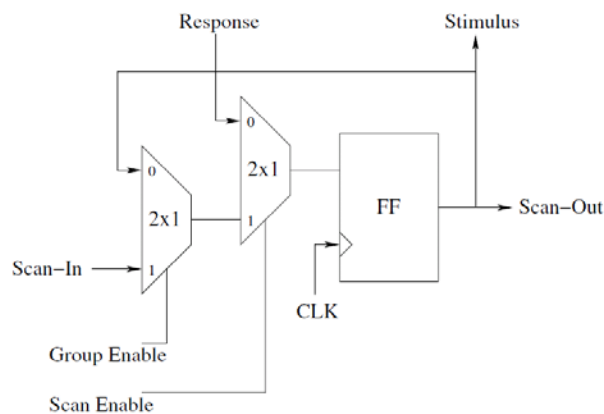 Response
Stimulus
0
0
2x1
2x1
FF
1
Scan-Out
Scan-In
1
CLK
Group Enable
Scan Enable